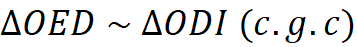 ΔOED ~ ΔODI (c.g.c)